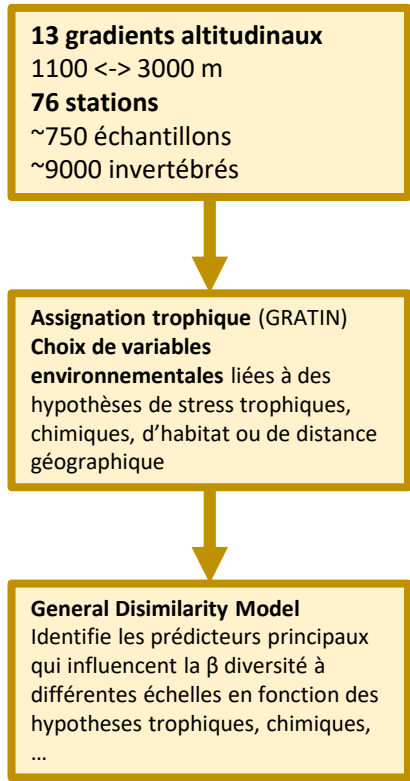 13 gradients altitudinaux
1100 <-> 3000 m
76 stations
~750 échantillons
~9000 invertébrés
Assignation trophique (GRATIN)
Choix de variables
environnementales liées à des
hypothèses de stress trophiques,
chimiques, d'habitat ou de distance
géographique
General Disimilarity Model
Identifie les prédicteurs principaux
qui influencent la β diversité à
différentes échelles en fonction des
hypotheses trophiques, chimiques,
…